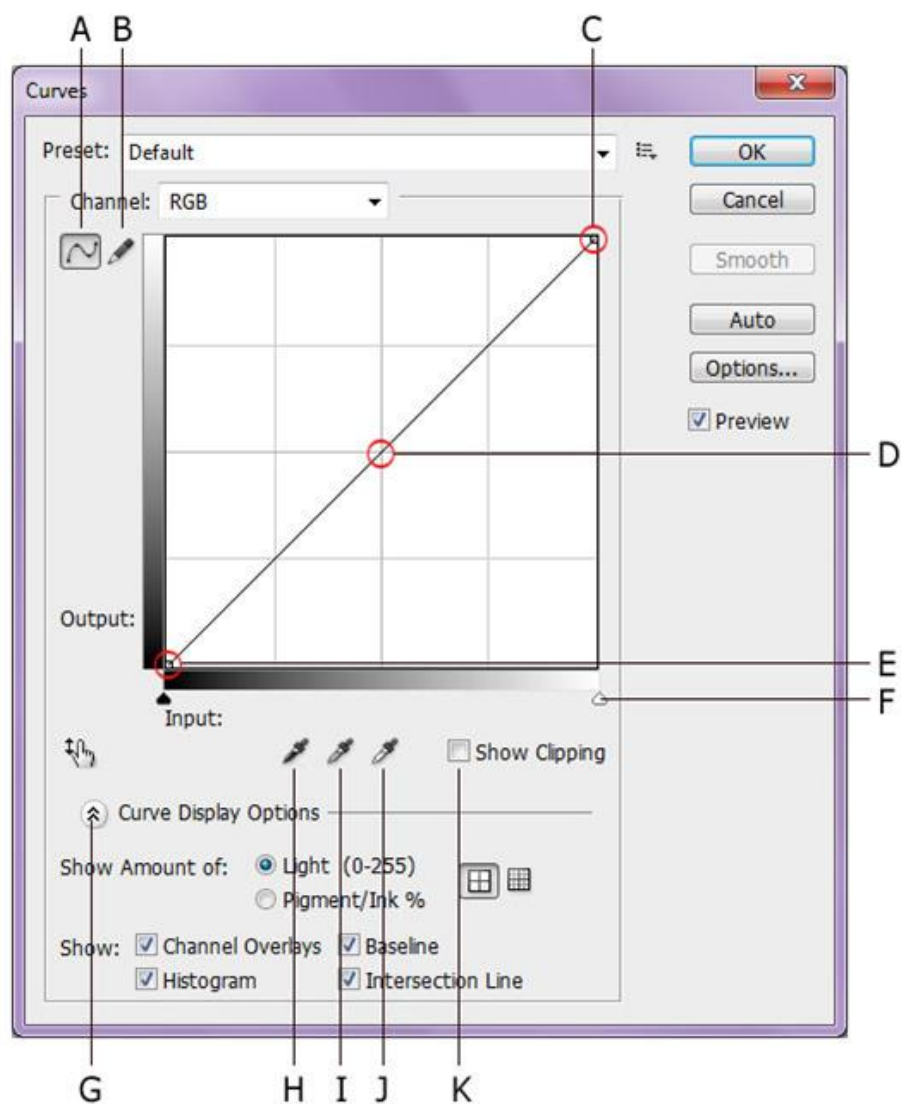 A B C
Curves
Preset: Default
OK
Channel: RGB
Cancel
Smooth
Auto
Options...
Preview
D
Output:
E
F
Input:
Show Clipping
Curve Display Options
Show Amount of: Light (0-255)
Pigment/Ink %
Show: Channel Overlays Baseline
Histogram Intersection Line
G H I J K